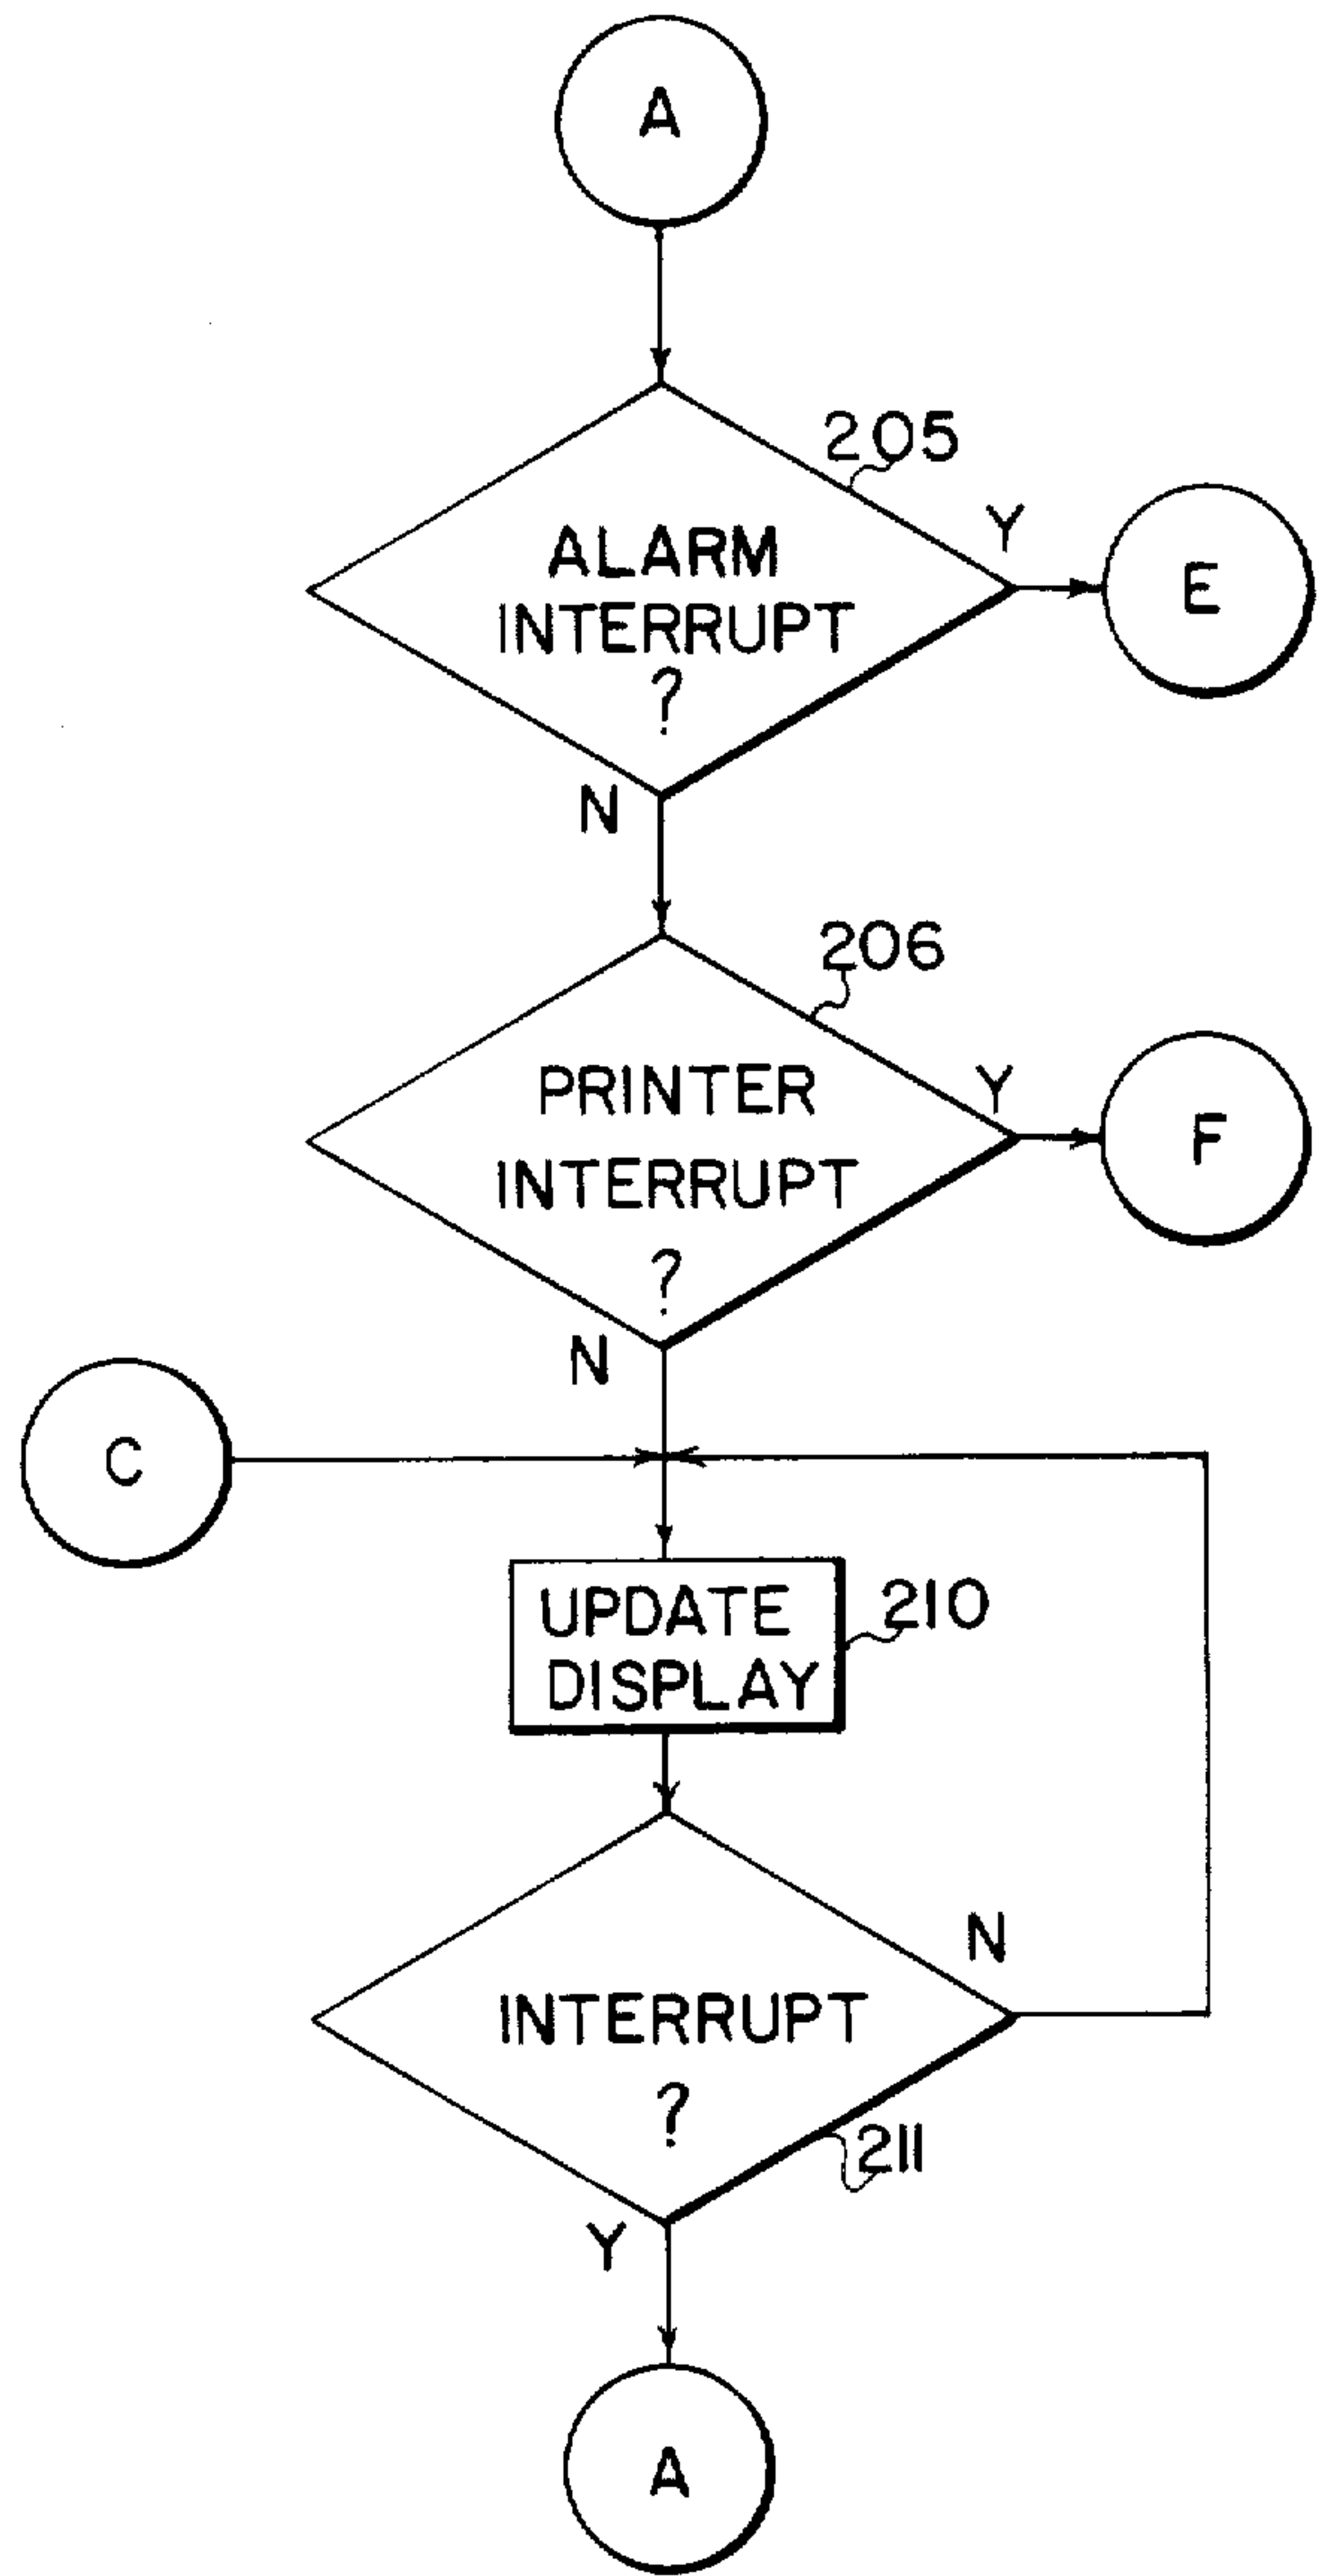 A
205
ALARM
INTERRUPT
?
Y
E
N
206
PRINTER
INTERRUPT
?
Y
F
N
C
UPDATE
DISPLAY
210
INTERRUPT
?
N
211
Y
A